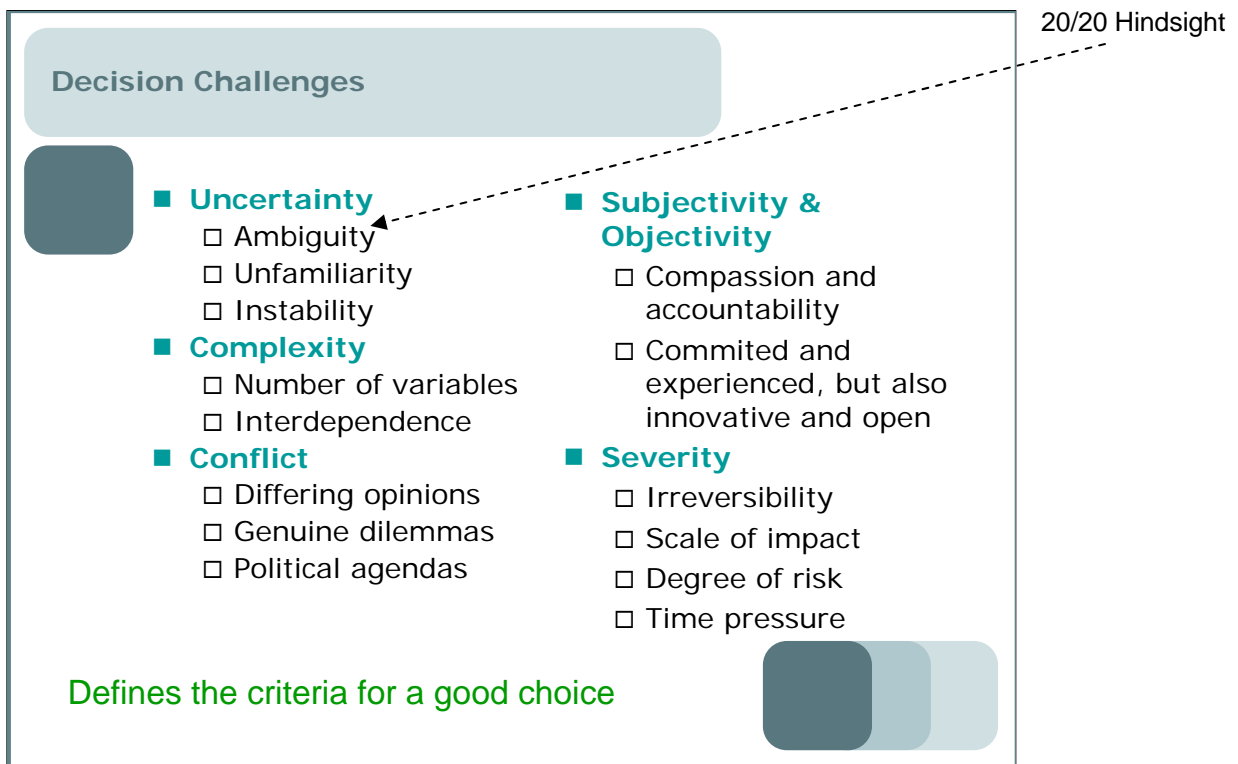 20/20 Hindsight
Decision Challenges
Uncertainty
Ambiguity
Unfamiliarity
Instability
Complexity
Number of variables
Interdependence
Conflict
Differing opinions
Genuine dilemmas
Political agendas
Subjectivity &
Objectivity
Compassion and
accountability
Commited and
experienced, but also
innovative and open
Severity
Irreversibility
Scale of impact
Degree of risk
Time pressure
Defines the criteria for a good choice